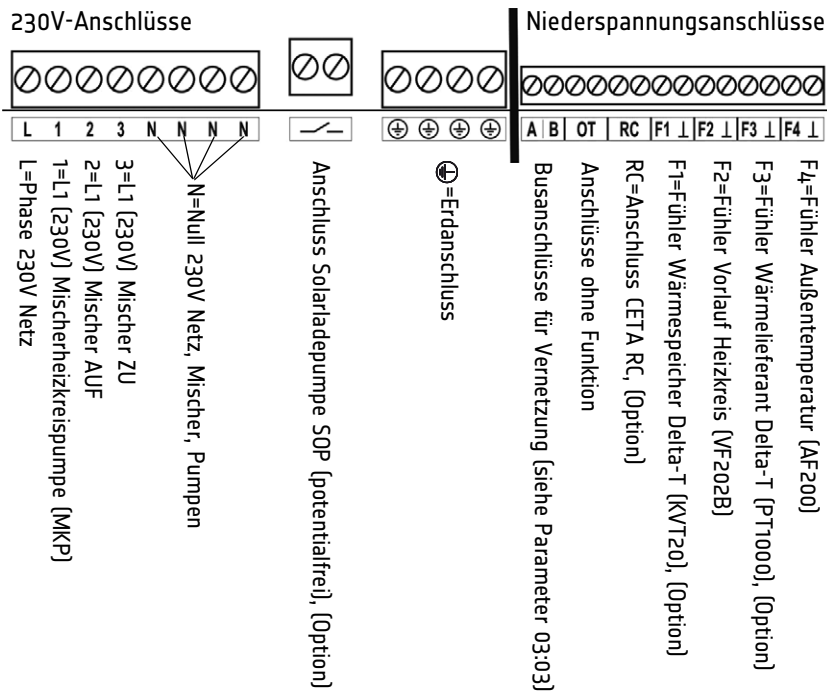 230V-Anschlüsse
Niederspannungsanschlüsse
L 1 2 3 N N N N
A B OT RC F1 ⊥ F2 ⊥ F3 ⊥ F4 ⊥
L=Phase 230V Netz
1=L1 (230V) Mischerheizkreispumpe (MKP)
2=L1 (230V) Mischer AUF
3=L1 (230V) Mischer ZU
N=Null 230V Netz, Mischer, Pumpen
Anschluss Solarladepumpe SOP (potentialfrei), (Option)
=Erdanschluss
Busanschlüsse für Vernetzung (siehe Parameter 03:03)
Anschlüsse ohne Funktion
RC=Anschluss CETA RC, (Option)
F1=Fühler Wärmespeicher Delta-T (KVT20), (Option)
F2=Fühler Vorlauf Heizkreis (VF202B)
F3=Fühler Wärmelieferant Delta-T (PT1000), (Option)
F4=Fühler Außentemperatur (AF200)